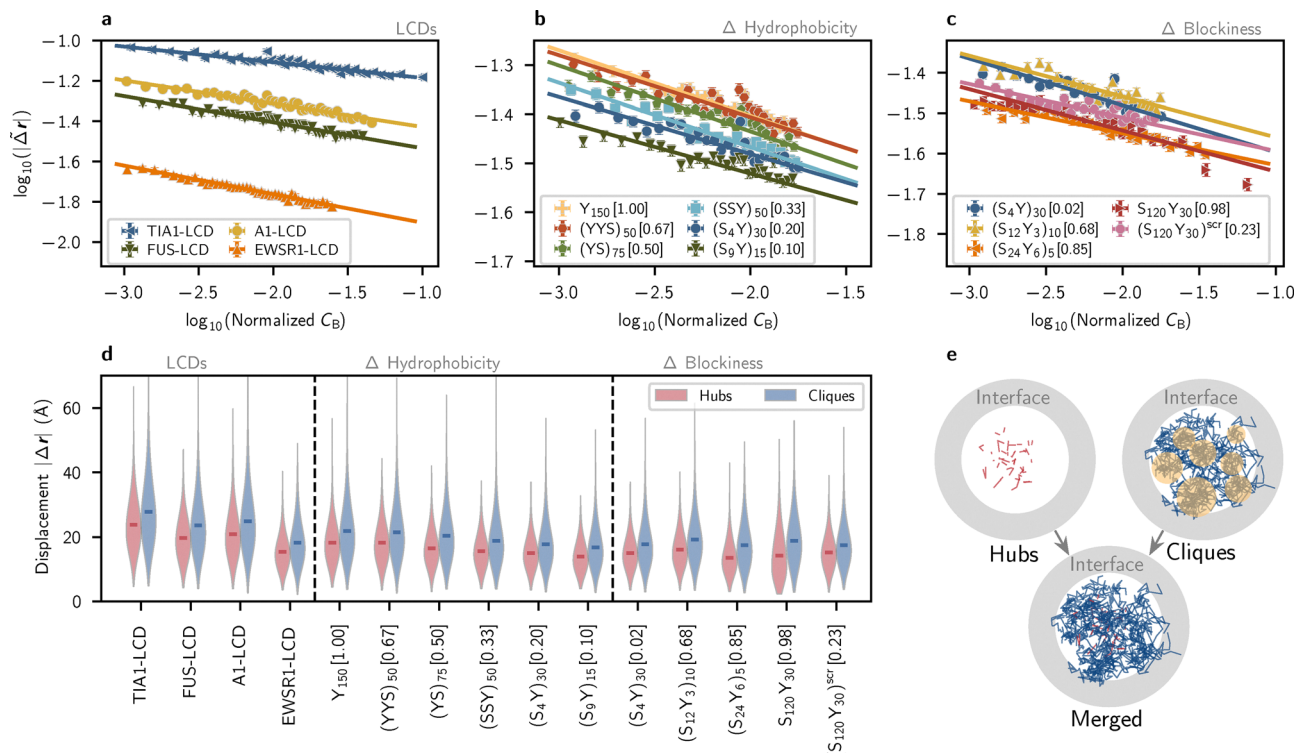 a
LCDs
−1.0
−1.2
−1.4
−1.6
−1.8
−2.0
log₁₀(|Δ̃r|)
TIA1-LCD
FUS-LCD
A1-LCD
EWSR1-LCD
−3.0 −2.5 −2.0 −1.5 −1.0
log₁₀(Normalized C_B)
b
Δ Hydrophobicity
−1.3
−1.4
−1.5
−1.6
−1.7
Y₁₅₀[1.00]
(YYS)₅₀[0.67]
(YS)₇₅[0.50]
(SSY)₅₀[0.33]
(S₄Y)₃₀[0.20]
(S₉Y)₁₅[0.10]
−3.0 −2.5 −2.0 −1.5
log₁₀(Normalized C_B)
c
Δ Blockiness
−1.4
−1.5
−1.6
−1.7
−1.8
(S₄Y)₃₀[0.02]
(S₁₂Y₃)₁₀[0.68]
(S₂₄Y₆)₅[0.85]
S₁₂₀Y₃₀[0.98]
(S₁₂₀Y₃₀)ˢᶜʳ[0.23]
−3.0 −2.5 −2.0 −1.5 −1.0
log₁₀(Normalized C_B)
d
LCDs
Δ Hydrophobicity
Δ Blockiness
Hubs
Cliques
Displacement |Δr| (Å)
60
40
20
0
TIA1-LCD
FUS-LCD
A1-LCD
EWSR1-LCD
Y₁₅₀[1.00]
(YYS)₅₀[0.67]
(YS)₇₅[0.50]
(SSY)₅₀[0.33]
(S₄Y)₃₀[0.20]
(S₉Y)₁₅[0.10]
(S₄Y)₃₀[0.02]
(S₁₂Y₃)₁₀[0.68]
(S₂₄Y₆)₅[0.85]
S₁₂₀Y₃₀[0.98]
(S₁₂₀Y₃₀)ˢᶜʳ[0.23]
e
Interface
Hubs
Interface
Cliques
Interface
Merged